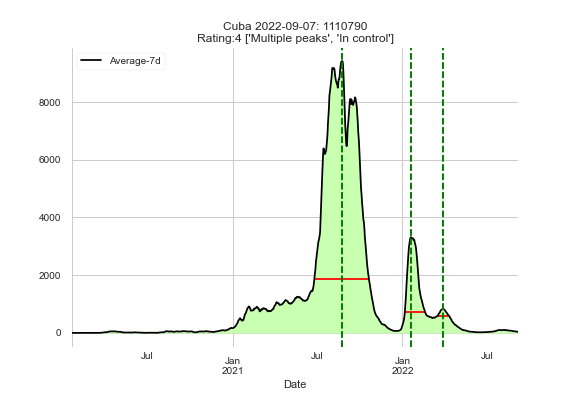 Cuba 2022-09-07: 1110790
Rating:4 ['Multiple peaks', 'In control']
Average-7d
8000
6000
4000
2000
0
Jul
Jan
2021
Jul
Jan
2022
Jul
Date